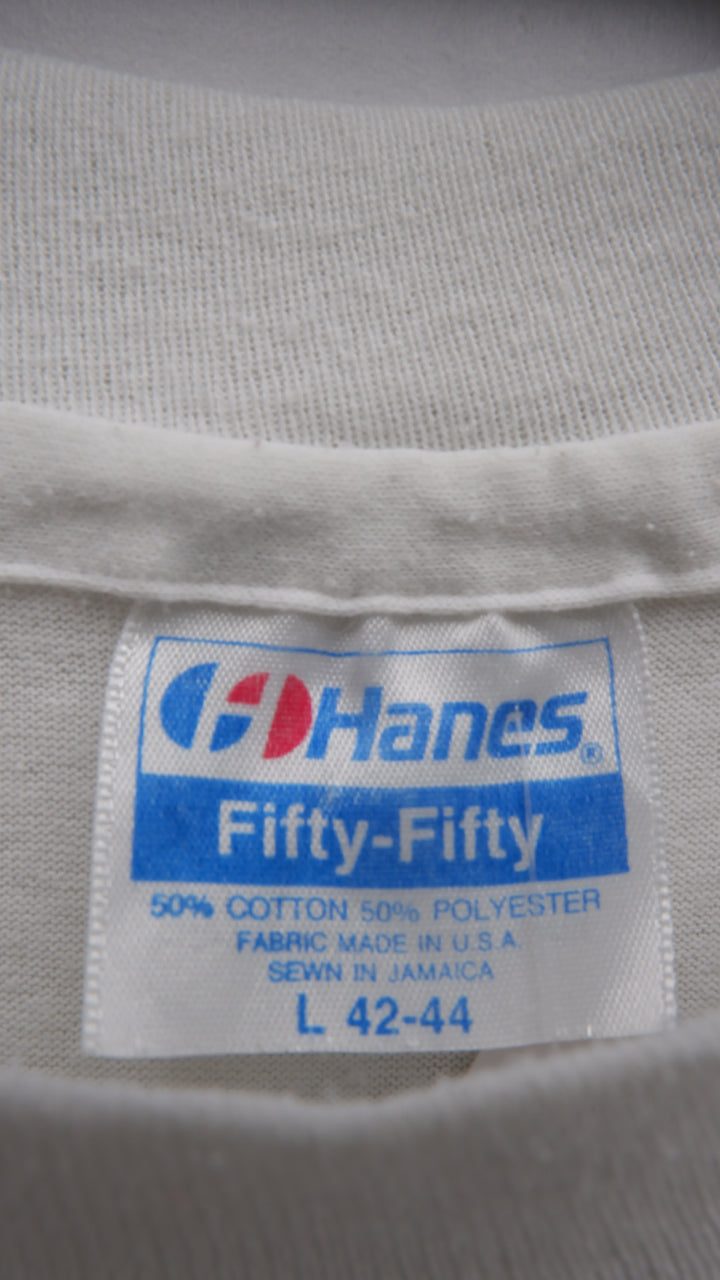 Hanes®
Fifty-Fifty
50% COTTON 50% POLYESTER
FABRIC MADE IN U.S.A.
SEWN IN JAMAICA
L 42-44